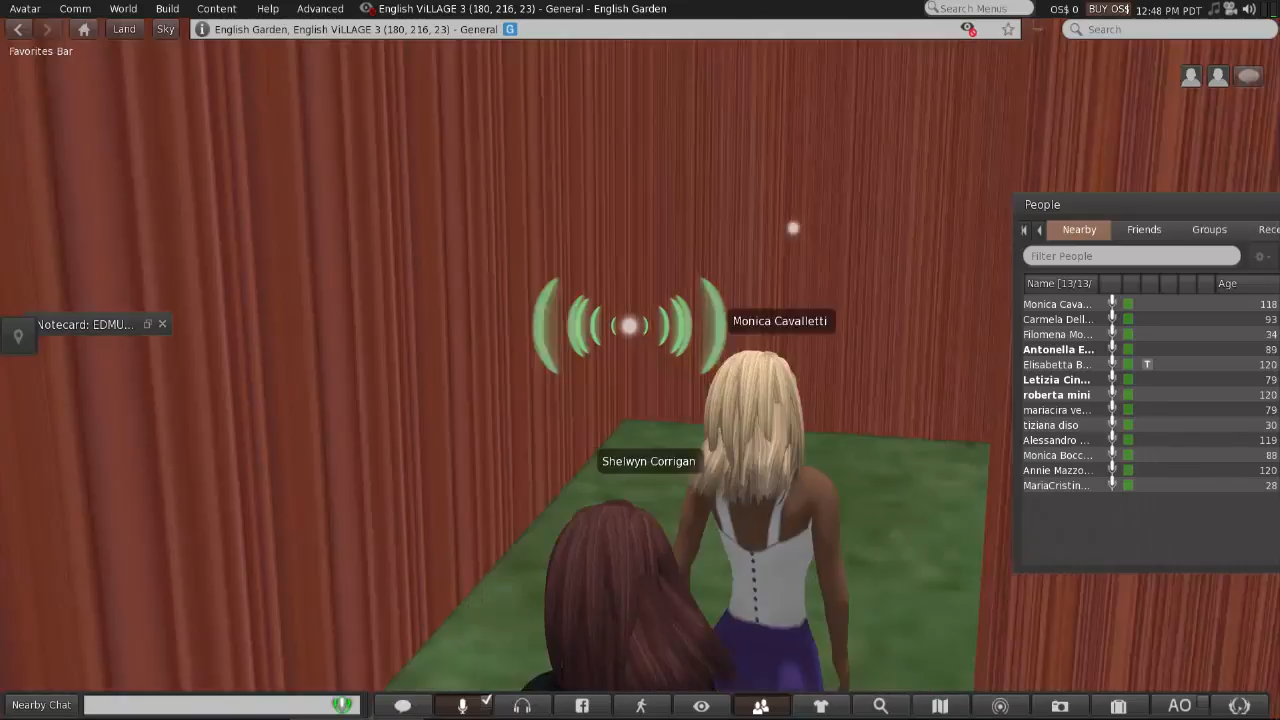 Avatar Comm World Build Content Help Advanced English ViLLAGE 3 (180, 216, 23) - General - English Garden Search Menus OS$ 0 BUY OS$ 12:48 PM PDT
Land Sky English Garden, English ViLLAGE 3 (180, 216, 23) - General G Search
Favorites Bar
People
Nearby Friends Groups Rece
Filter People
Name [13/13/ Age
Monica Cava... 118
Carmela Dell... 93
Filomena Mo... 34
Antonella E... 89
Elisabetta B... T 120
Letizia Cin... 79
roberta mini 120
mariacira ve... 79
tiziana diso 30
Alessandro ... 119
Monica Bocc... 88
Annie Mazzo... 120
MariaCristin... 28
Monica Cavalletti
Notecard: EDMU...
Shelwyn Corrigan
Nearby Chat AO